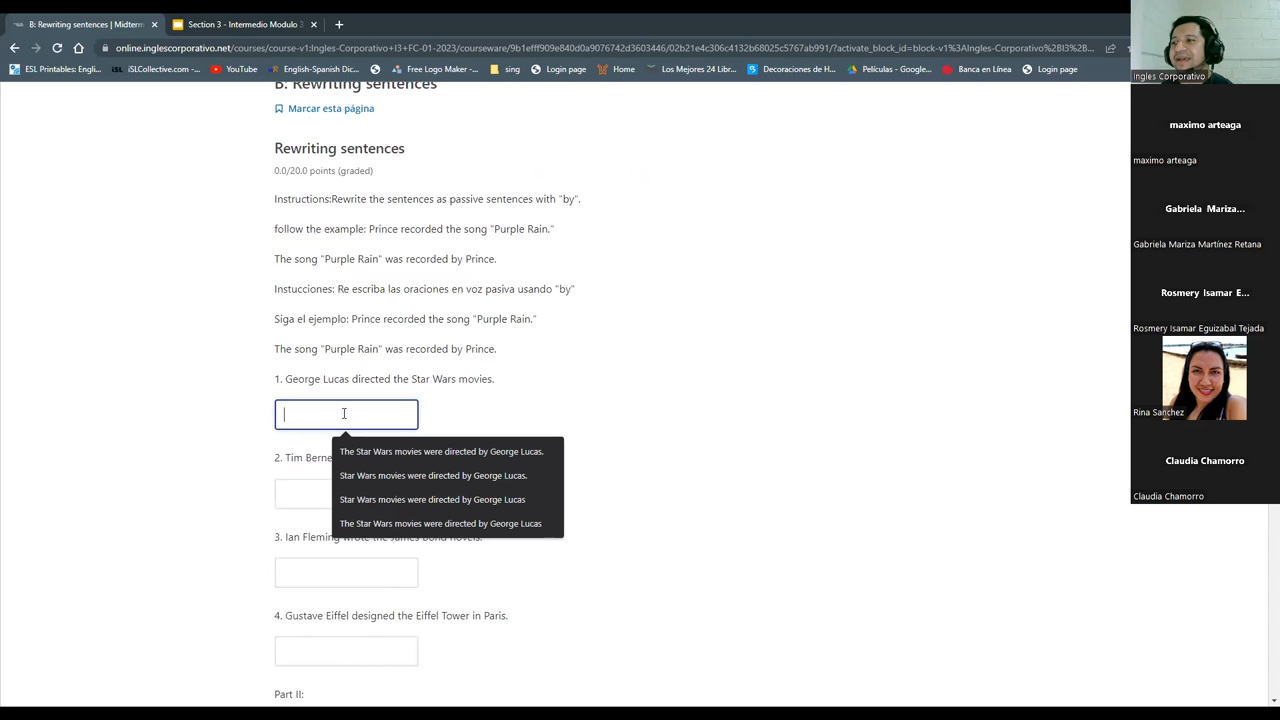 B: Rewriting sentences | Midterm
Section 3 - Intermedio Modulo 3
online.inglescorporativo.net/courses/course-v1:Ingles-Corporativo+I3+FC-01-2023/courseware/9b1efff909e840d0a9076742d3603446/02b21e4c306c4132b68025c5767ab991/?activate_block_id=block-v1%3AIngles-Corporativo%2BI3%2B...
ESL Printables: Engli...
iSLCollective.com -...
YouTube
English-Spanish Dic...
Free Logo Maker -...
sing
Login page
Home
Los Mejores 24 Libr...
Decoraciones de H...
Películas - Google...
Banca en Línea
Login page
B: Rewriting sentences
Marcar esta página
Rewriting sentences
0.0/20.0 points (graded)
Instructions:Rewrite the sentences as passive sentences with "by".
follow the example: Prince recorded the song "Purple Rain."
The song "Purple Rain" was recorded by Prince.
Instucciones: Re escriba las oraciones en voz pasiva usando "by"
Siga el ejemplo: Prince recorded the song "Purple Rain."
The song "Purple Rain" was recorded by Prince.
1. George Lucas directed the Star Wars movies.
The Star Wars movies were directed by George Lucas.
2. Tim Berne
Star Wars movies were directed by George Lucas.
Star Wars movies were directed by George Lucas
The Star Wars movies were directed by George Lucas
3. Ian Fleming wrote the James Bond novels.
4. Gustave Eiffel designed the Eiffel Tower in Paris.
Part II:
Ingles Corporativo
maximo arteaga
maximo arteaga
Gabriela Mariza...
Gabriela Mariza Martínez Retana
Rosmery Isamar E...
Rosmery Isamar Eguizabal Tejada
Rina Sanchez
Claudia Chamorro
Claudia Chamorro